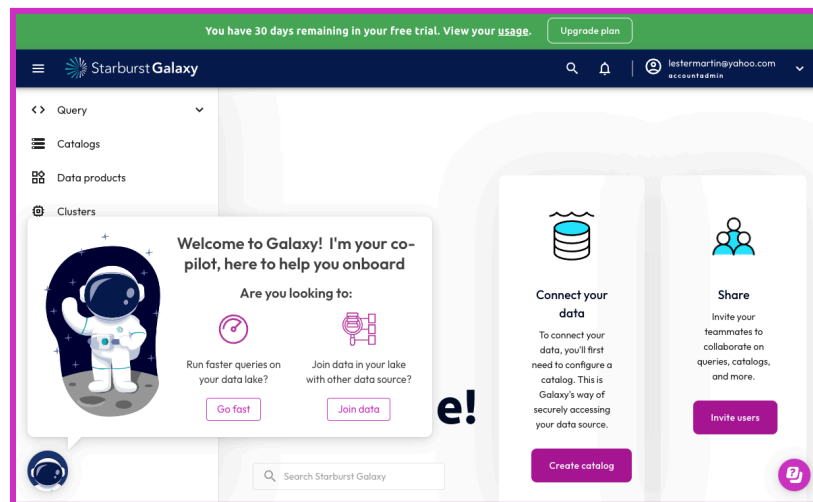 You have 30 days remaining in your free trial. View your usage.
Upgrade plan
Starburst Galaxy
lestermartin@yahoo.com
accountadmin
Query
Catalogs
Data products
Clusters
Welcome to Galaxy! I'm your co-
pilot, here to help you onboard
Are you looking to:
Run faster queries on
your data lake?
Go fast
Join data in your lake
with other data source?
Join data
e!
Search Starburst Galaxy
Connect your
data
To connect your
data, you'll first
need to configure a
catalog. This is
Galaxy's way of
securely accessing
your data source.
Create catalog
Share
Invite your
teammates to
collaborate on
queries, catalogs,
and more.
Invite users